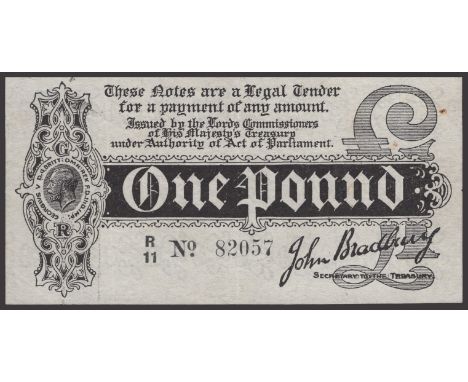 These Notes are a Legal Tender
for a payment of any amount.
Issued by the Lords Commissioners
of His Majesty's Treasury
under Authority of Act of Parliament.
G
R
£1
One Pound
R
11 No. 82057
John Bradbury
SECRETARY TO THE TREASURY.